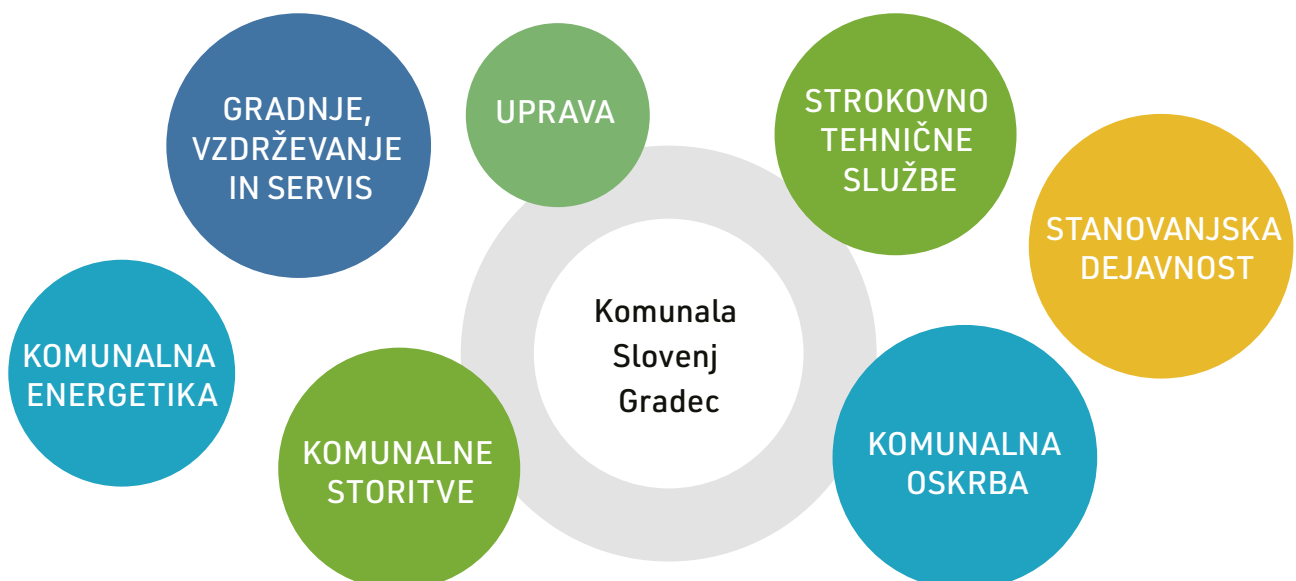 GRADNJE,
VZDRŽEVANJE
IN SERVIS
UPRAVA
STROKOVNO
TEHNIČNE
SLUŽBE
STANOVANJSKA
DEJAVNOST
KOMUNALNA
ENERGETIKA
Komunala
Slovenj
Gradec
KOMUNALNE
STORITVE
KOMUNALNA
OSKRBA